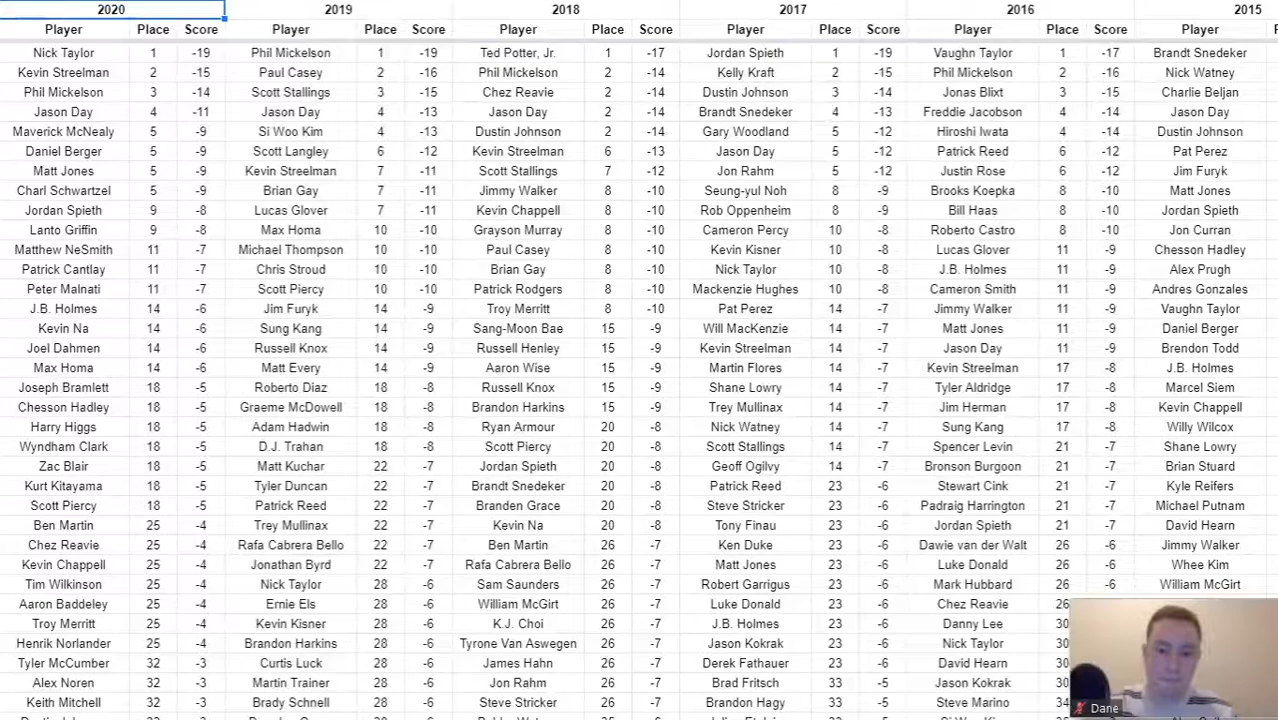 2020 2019 2018 2017 2016 2015
Player Place Score Player Place Score Player Place Score Player Place Score Player Place Score Player
Nick Taylor 1 -19 Phil Mickelson 1 -19 Ted Potter, Jr. 1 -17 Jordan Spieth 1 -19 Vaughn Taylor 1 -17 Brandt Snedeker
Kevin Streelman 2 -15 Paul Casey 2 -16 Phil Mickelson 2 -14 Kelly Kraft 2 -15 Phil Mickelson 2 -16 Nick Watney
Phil Mickelson 3 -14 Scott Stallings 3 -15 Chez Reavie 2 -14 Dustin Johnson 3 -14 Jonas Blixt 3 -15 Charlie Beljan
Jason Day 4 -11 Jason Day 4 -13 Jason Day 2 -14 Brandt Snedeker 4 -13 Freddie Jacobson 4 -14 Jason Day
Maverick McNealy 5 -9 Si Woo Kim 4 -13 Dustin Johnson 2 -14 Gary Woodland 5 -12 Hiroshi Iwata 4 -14 Dustin Johnson
Daniel Berger 5 -9 Scott Langley 6 -12 Kevin Streelman 6 -13 Jason Day 5 -12 Patrick Reed 6 -12 Pat Perez
Matt Jones 5 -9 Kevin Streelman 7 -11 Scott Stallings 7 -12 Jon Rahm 5 -12 Justin Rose 6 -12 Jim Furyk
Charl Schwartzel 5 -9 Brian Gay 7 -11 Jimmy Walker 8 -10 Seung-yul Noh 8 -9 Brooks Koepka 8 -10 Matt Jones
Jordan Spieth 9 -8 Lucas Glover 7 -11 Kevin Chappell 8 -10 Rob Oppenheim 8 -9 Bill Haas 8 -10 Jordan Spieth
Lanto Griffin 9 -8 Max Homa 10 -10 Grayson Murray 8 -10 Cameron Percy 10 -8 Roberto Castro 8 -10 Jon Curran
Matthew NeSmith 11 -7 Michael Thompson 10 -10 Paul Casey 8 -10 Kevin Kisner 10 -8 Lucas Glover 11 -9 Chesson Hadley
Patrick Cantlay 11 -7 Chris Stroud 10 -10 Brian Gay 8 -10 Nick Taylor 10 -8 J.B. Holmes 11 -9 Alex Prugh
Peter Malnati 11 -7 Scott Piercy 10 -10 Patrick Rodgers 8 -10 Mackenzie Hughes 10 -8 Cameron Smith 11 -9 Andres Gonzales
J.B. Holmes 14 -6 Jim Furyk 14 -9 Troy Merritt 8 -10 Pat Perez 14 -7 Jimmy Walker 11 -9 Vaughn Taylor
Kevin Na 14 -6 Sung Kang 14 -9 Sang-Moon Bae 15 -9 Will MacKenzie 14 -7 Matt Jones 11 -9 Daniel Berger
Joel Dahmen 14 -6 Russell Knox 14 -9 Russell Henley 15 -9 Kevin Streelman 14 -7 Jason Day 11 -9 Brendon Todd
Max Homa 14 -6 Matt Every 14 -9 Aaron Wise 15 -9 Martin Flores 14 -7 Kevin Streelman 17 -8 J.B. Holmes
Joseph Bramlett 18 -5 Roberto Diaz 18 -8 Russell Knox 15 -9 Shane Lowry 14 -7 Tyler Aldridge 17 -8 Marcel Siem
Chesson Hadley 18 -5 Graeme McDowell 18 -8 Brandon Harkins 15 -9 Trey Mullinax 14 -7 Jim Herman 17 -8 Kevin Chappell
Harry Higgs 18 -5 Adam Hadwin 18 -8 Ryan Armour 20 -8 Nick Watney 14 -7 Sung Kang 17 -8 Willy Wilcox
Wyndham Clark 18 -5 D.J. Trahan 18 -8 Scott Piercy 20 -8 Scott Stallings 14 -7 Spencer Levin 21 -7 Shane Lowry
Zac Blair 18 -5 Matt Kuchar 22 -7 Jordan Spieth 20 -8 Geoff Ogilvy 14 -7 Bronson Burgoon 21 -7 Brian Stuard
Kurt Kitayama 18 -5 Tyler Duncan 22 -7 Brandt Snedeker 20 -8 Patrick Reed 23 -6 Stewart Cink 21 -7 Kyle Reifers
Scott Piercy 18 -5 Patrick Reed 22 -7 Branden Grace 20 -8 Steve Stricker 23 -6 Padraig Harrington 21 -7 Michael Putnam
Ben Martin 25 -4 Trey Mullinax 22 -7 Kevin Na 20 -8 Tony Finau 23 -6 Jordan Spieth 21 -7 David Hearn
Chez Reavie 25 -4 Rafa Cabrera Bello 22 -7 Ben Martin 26 -7 Ken Duke 23 -6 Dawie van der Walt 26 -6 Jimmy Walker
Kevin Chappell 25 -4 Jonathan Byrd 22 -7 Rafa Cabrera Bello 26 -7 Matt Jones 23 -6 Luke Donald 26 -6 Whee Kim
Tim Wilkinson 25 -4 Nick Taylor 28 -6 Sam Saunders 26 -7 Robert Garrigus 23 -6 Mark Hubbard 26 -6 William McGirt
Aaron Baddeley 25 -4 Ernie Els 28 -6 William McGirt 26 -7 Luke Donald 23 -6 Chez Reavie 26
Troy Merritt 25 -4 Kevin Kisner 28 -6 K.J. Choi 26 -7 J.B. Holmes 23 -6 Danny Lee 30
Henrik Norlander 25 -4 Brandon Harkins 28 -6 Tyrone Van Aswegen 26 -7 Jason Kokrak 23 -6 Nick Taylor 30
Tyler McCumber 32 -3 Curtis Luck 28 -6 James Hahn 26 -7 Derek Fathauer 23 -6 David Hearn 30
Alex Noren 32 -3 Martin Trainer 28 -6 Jon Rahm 26 -7 Brad Fritsch 33 -5 Jason Kokrak 30
Keith Mitchell 32 -3 Brady Schnell 28 -6 Steve Stricker 26 -7 Brandon Hagy 33 -5 Steve Marino 34
Dane